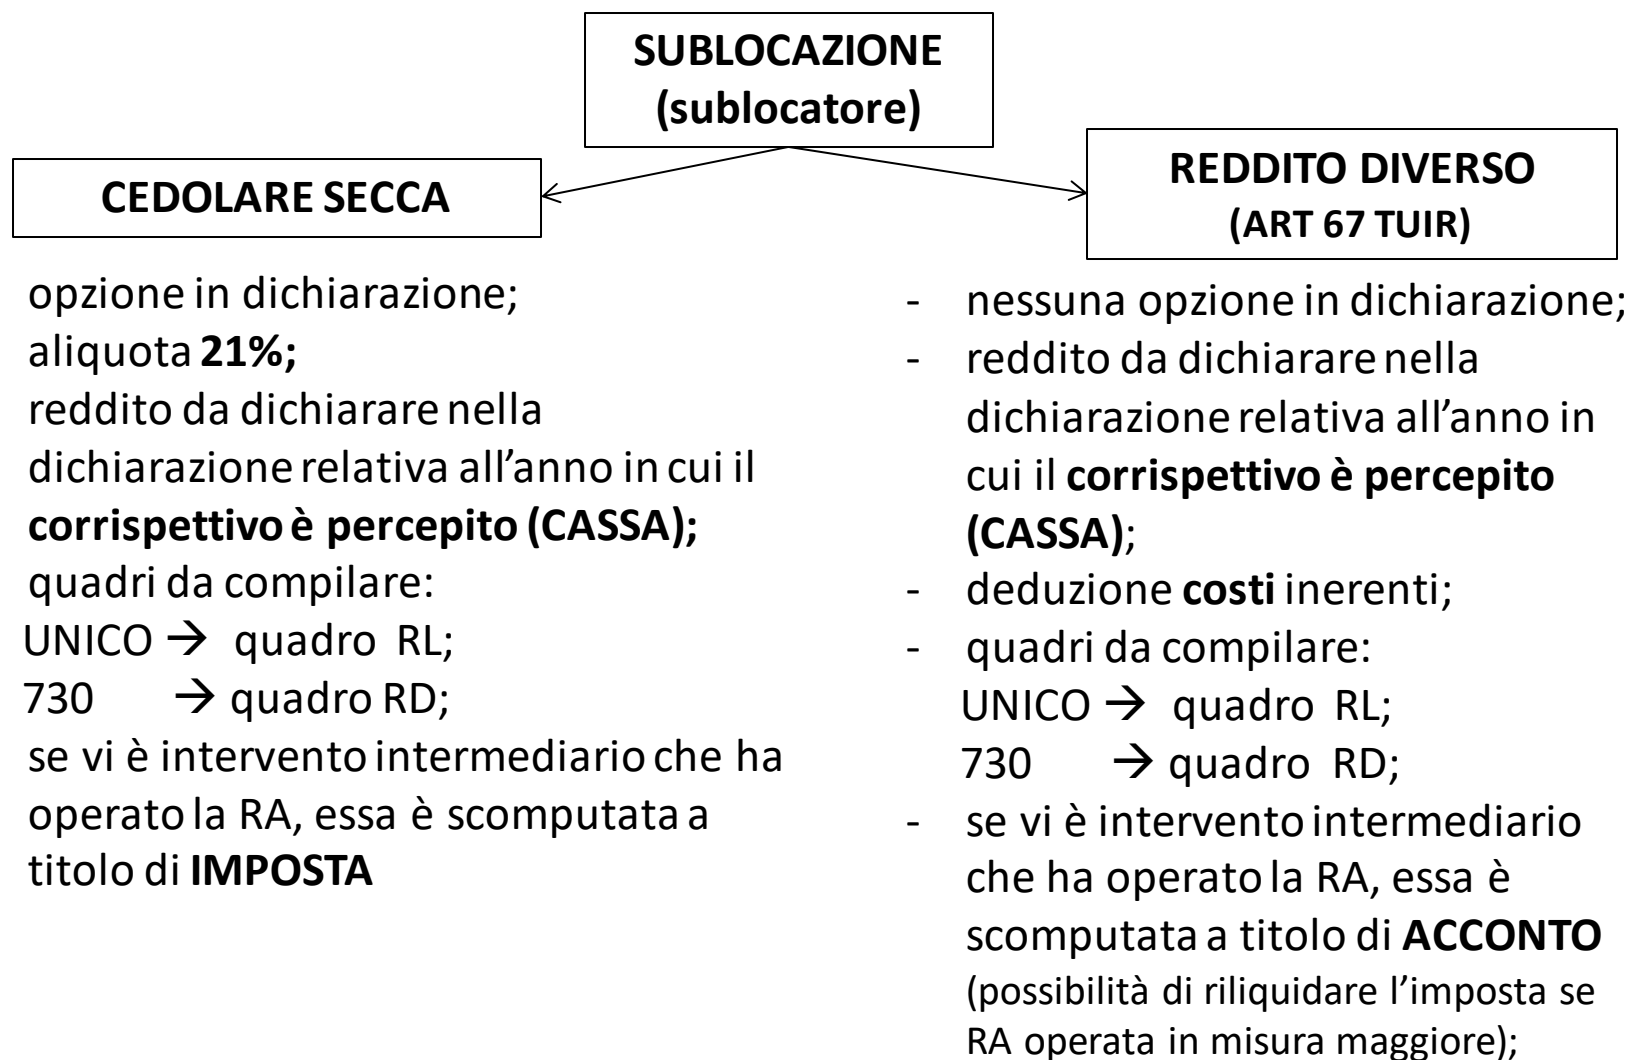 SUBLOCAZIONE
(sublocatore)
CEDOLARE SECCA
opzione in dichiarazione;
aliquota 21%;
reddito da dichiarare nella
dichiarazione relativa all’anno in cui il
corrispettivo è percepito (CASSA);
quadri da compilare:
UNICO → quadro RL;
730 → quadro RD;
se vi è intervento intermediario che ha
operato la RA, essa è scomputata a
titolo di IMPOSTA
REDDITO DIVERSO
(ART 67 TUIR)
- nessuna opzione in dichiarazione;
- reddito da dichiarare nella
dichiarazione relativa all’anno in
cui il corrispettivo è percepito
(CASSA);
- deduzione costi inerenti;
- quadri da compilare:
UNICO → quadro RL;
730 → quadro RD;
- se vi è intervento intermediario
che ha operato la RA, essa è
scomputata a titolo di ACCONTO
(possibilità di riliquidare l’imposta se
RA operata in misura maggiore);